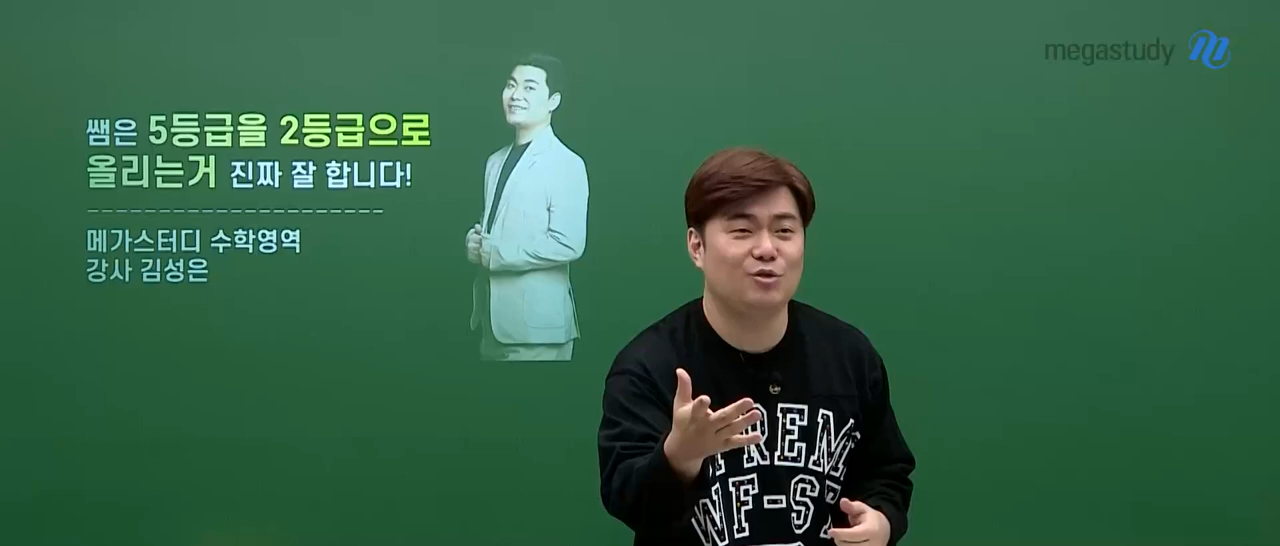 쌤은 5등급을 2등급으로
올리는거 진짜 잘 합니다!
메가스터디 수학영역
강사 김성은
megastudy